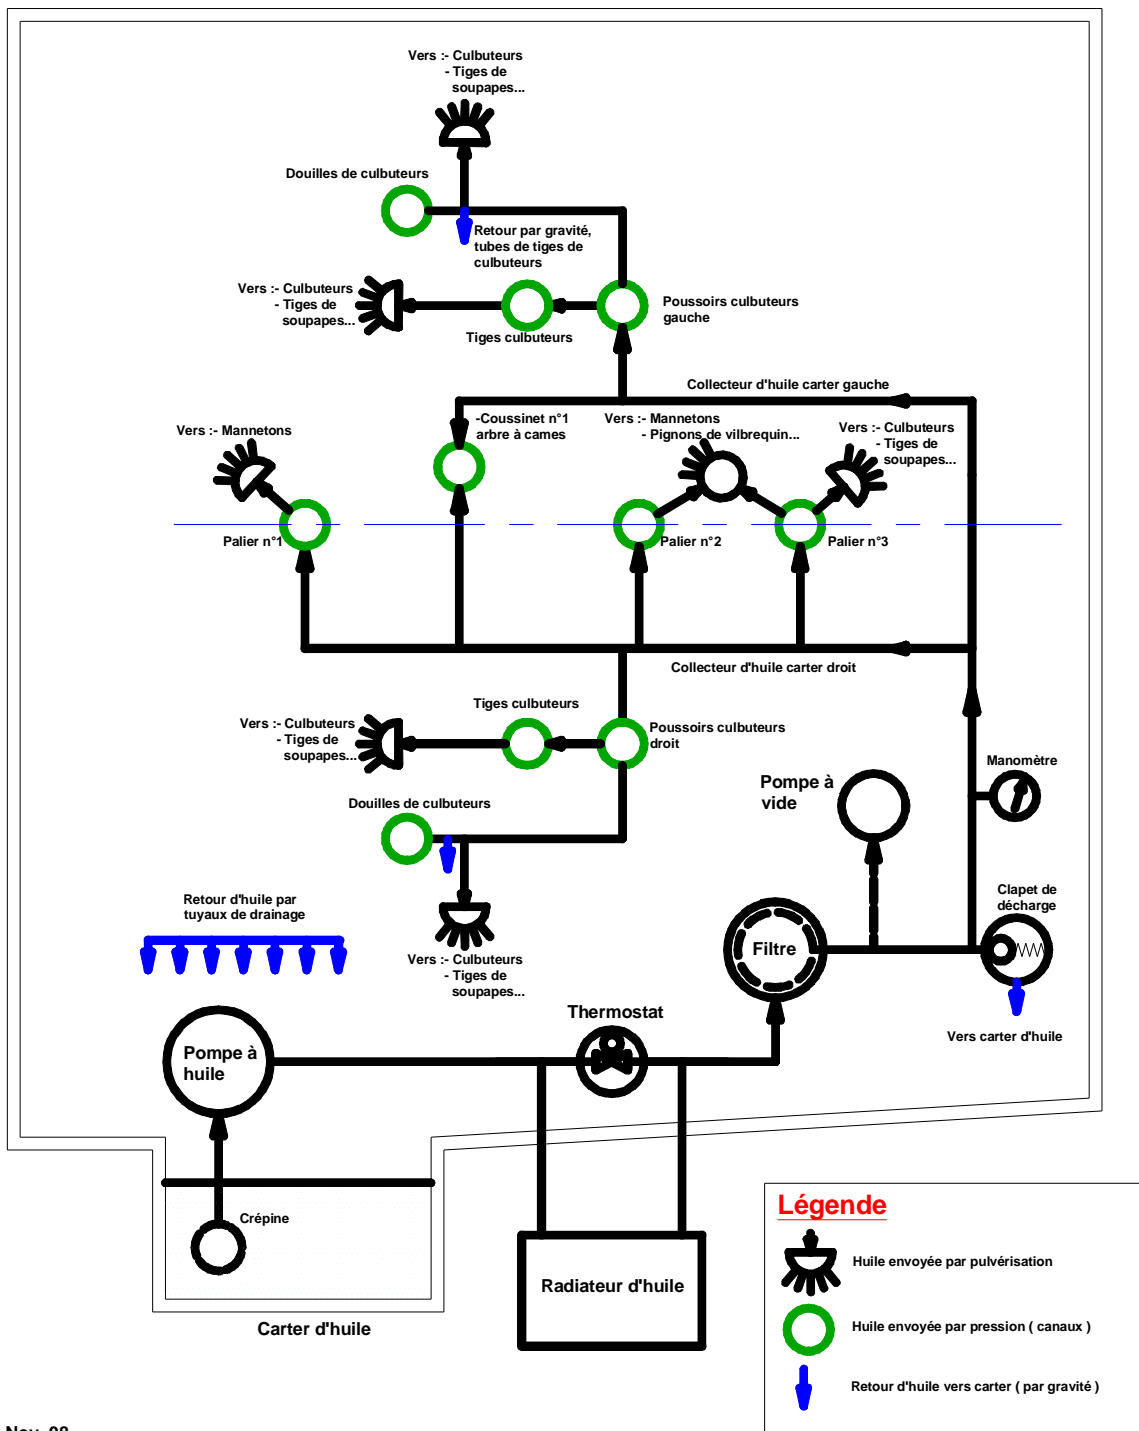 Vers :- Culbuteurs
- Tiges de
soupapes...
Douilles de culbuteurs
Retour par gravité,
tubes de tiges de
culbuteurs
Vers :- Culbuteurs
- Tiges de
soupapes...
Tiges culbuteurs
Poussoirs culbuteurs
gauche
Collecteur d'huile carter gauche
Vers :- Mannetons
-Coussinet n°1
arbre à cames
Vers :- Mannetons
- Pignons de vilbrequin...
Vers :- Culbuteurs
- Tiges de
soupapes...
Palier n°1
Palier n°2
Palier n°3
Collecteur d'huile carter droit
Tiges culbuteurs
Vers :- Culbuteurs
- Tiges de
soupapes...
Poussoirs culbuteurs
droit
Manomètre
Pompe à
vide
Douilles de culbuteurs
Retour d'huile par
tuyaux de drainage
Clapet de
décharge
Filtre
Vers :- Culbuteurs
- Tiges de
soupapes...
Thermostat
Vers carter d'huile
Pompe à
huile
Crépine
Radiateur d'huile
Carter d'huile
Légende
Huile envoyée par pulvérisation
Huile envoyée par pression ( canaux )
Retour d'huile vers carter ( par gravité )